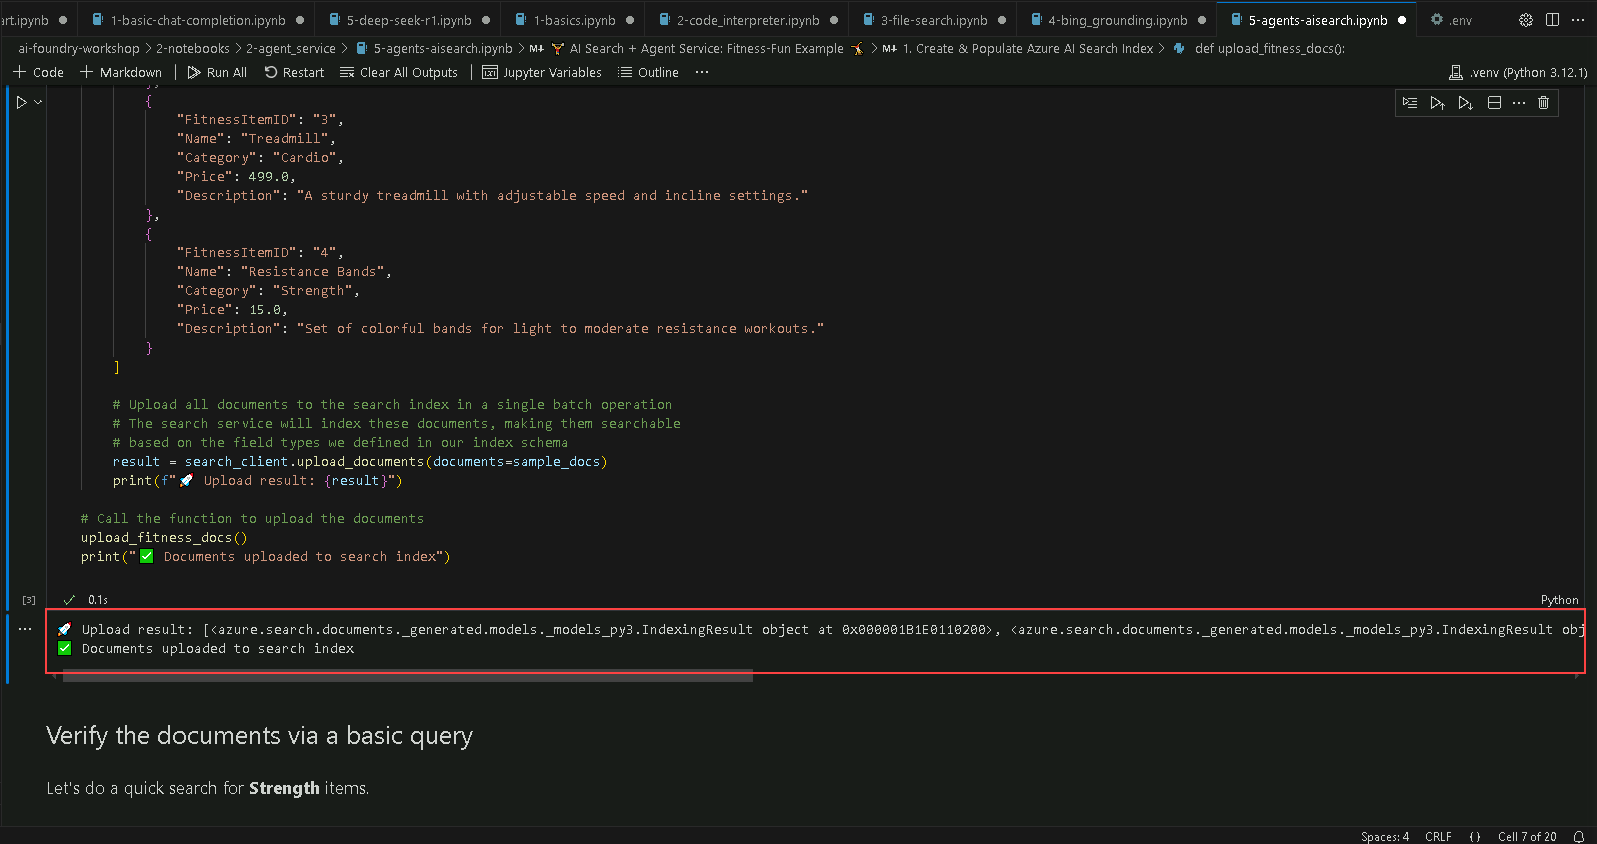 art.ipynb 1-basic-chat-completion.ipynb 5-deep-seek-r1.ipynb 1-basics.ipynb 2-code_interpreter.ipynb 3-file-search.ipynb 4-bing_grounding.ipynb 5-agents-aisearch.ipynb .env
ai-foundry-workshop > 2-notebooks > 2-agent_service > 5-agents-aisearch.ipynb > M↓ 🏋 AI Search + Agent Service: Fitness-Fun Example 🤸 > M↓ 1. Create & Populate Azure AI Search Index > def upload_fitness_docs():
+ Code + Markdown | Run All Restart Clear All Outputs | Jupyter Variables Outline ··· .venv (Python 3.12.1)
},
{
"FitnessItemID": "3",
"Name": "Treadmill",
"Category": "Cardio",
"Price": 499.0,
"Description": "A sturdy treadmill with adjustable speed and incline settings."
},
{
"FitnessItemID": "4",
"Name": "Resistance Bands",
"Category": "Strength",
"Price": 15.0,
"Description": "Set of colorful bands for light to moderate resistance workouts."
}
]
# Upload all documents to the search index in a single batch operation
# The search service will index these documents, making them searchable
# based on the field types we defined in our index schema
result = search_client.upload_documents(documents=sample_docs)
print(f"🚀 Upload result: {result}")
# Call the function to upload the documents
upload_fitness_docs()
print("✅ Documents uploaded to search index")
[3] ✓ 0.1s Python
🚀 Upload result: [<azure.search.documents._generated.models._models_py3.IndexingResult object at 0x000001B1E0110200>, <azure.search.documents._generated.models._models_py3.IndexingResult obj
✅ Documents uploaded to search index
Verify the documents via a basic query
Let's do a quick search for Strength items.
Spaces: 4 CRLF {} Cell 7 of 20